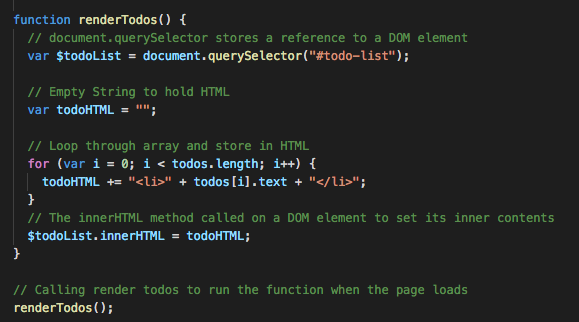 function renderTodos() {
// document.querySelector stores a reference to a DOM element
var $todoList = document.querySelector("#todo-list");
// Empty String to hold HTML
var todoHTML = "";
// Loop through array and store in HTML
for (var i = 0; i < todos.length; i++) {
todoHTML += "<li>" + todos[i].text + "</li>";
}
// The innerHTML method called on a DOM element to set its inner contents
$todoList.innerHTML = todoHTML;
}
// Calling render todos to run the function when the page loads
renderTodos();